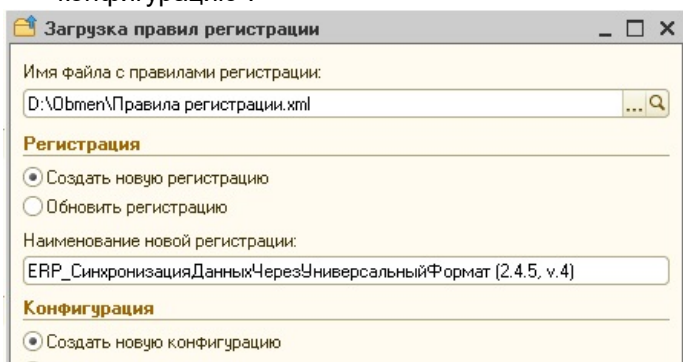 конфигурацию".
Загрузка правил регистрации
Имя файла с правилами регистрации:
D:\Obmen\Правила регистрации.xml
...
Регистрация
Создать новую регистрацию
Обновить регистрацию
Наименование новой регистрации:
ERP_СинхронизацияДанныхЧерезУниверсальныйФормат (2.4.5, v.4)
Конфигурация
Создать новую конфигурацию